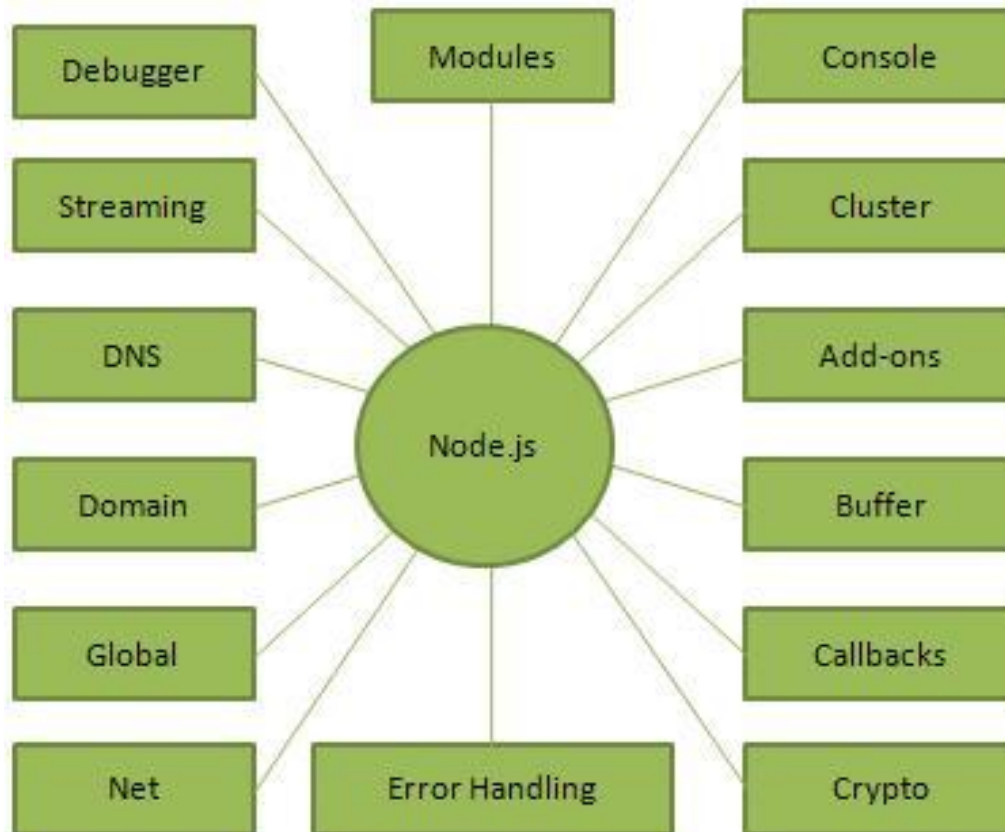 Debugger
Modules
Console
Streaming
Cluster
DNS
Add-ons
Node.js
Domain
Buffer
Global
Callbacks
Net
Error Handling
Crypto